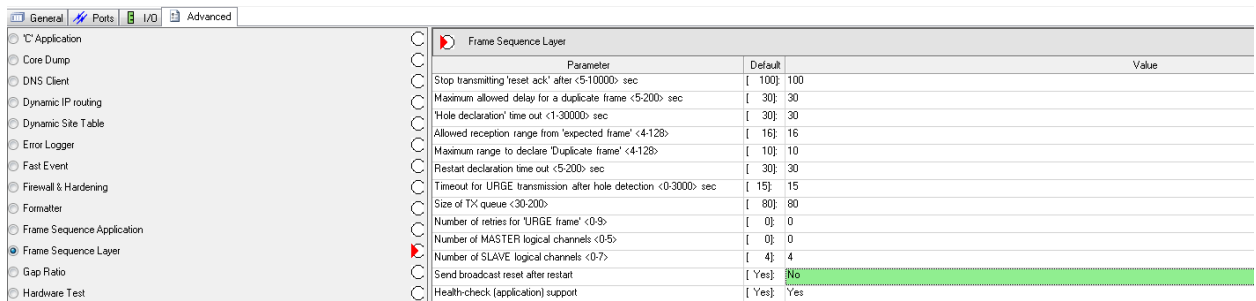 General Ports I/O Advanced
'C' Application
Core Dump
DNS Client
Dynamic IP routing
Dynamic Site Table
Error Logger
Fast Event
Firewall & Hardening
Formatter
Frame Sequence Application
Frame Sequence Layer
Gap Ratio
Hardware Test
Frame Sequence Layer
Parameter Default Value
Stop transmitting 'reset ack' after <5-10000> sec [ 100]: 100
Maximum allowed delay for a duplicate frame <5-200> sec [ 30]: 30
'Hole declaration' time out <1-30000> sec [ 30]: 30
Allowed reception range from 'expected frame' <4-128> [ 16]: 16
Maximum range to declare 'Duplicate frame' <4-128> [ 10]: 10
Restart declaration time out <5-200> sec [ 30]: 30
Timeout for URGE transmission after hole detection <0-3000> sec [ 15]: 15
Size of TX queue <30-200> [ 80]: 80
Number of retries for 'URGE frame' <0-9> [ 0]: 0
Number of MASTER logical channels <0-5> [ 0]: 0
Number of SLAVE logical channels <0-7> [ 4]: 4
Send broadcast reset after restart [ Yes]: No
Health-check (application) support [ Yes]: Yes